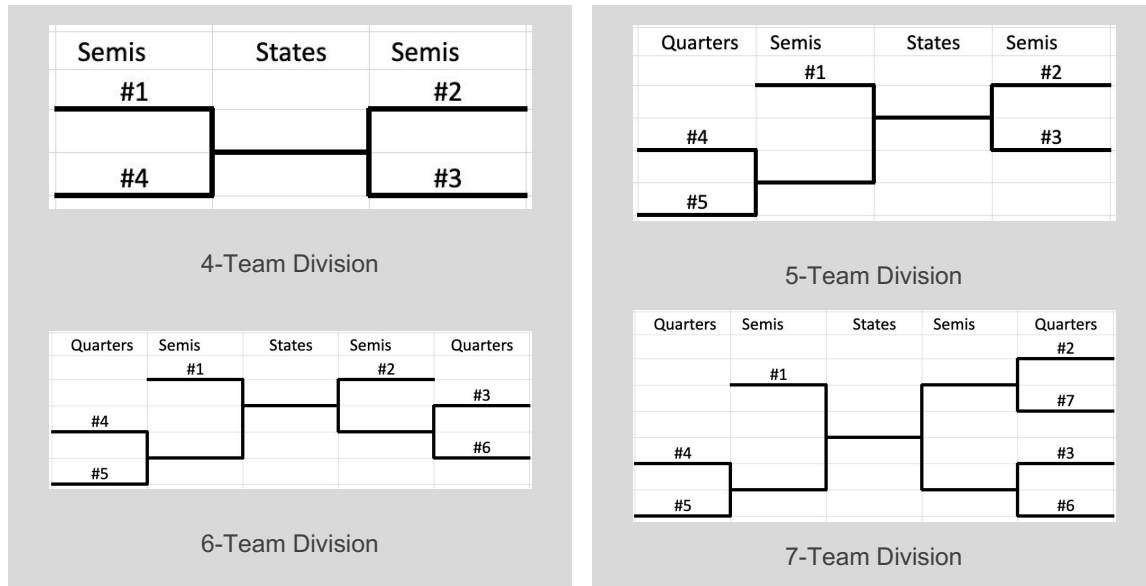 Semis States Semis
#1 #2
#4 #3
4-Team Division
Quarters Semis States Semis
#1 #2
#4 #3
#5
5-Team Division
Quarters Semis States Semis Quarters
#1 #2
#3
#4
#6
#5
6-Team Division
Quarters Semis States Semis Quarters
#2
#1
#7
#4 #3
#5 #6
7-Team Division